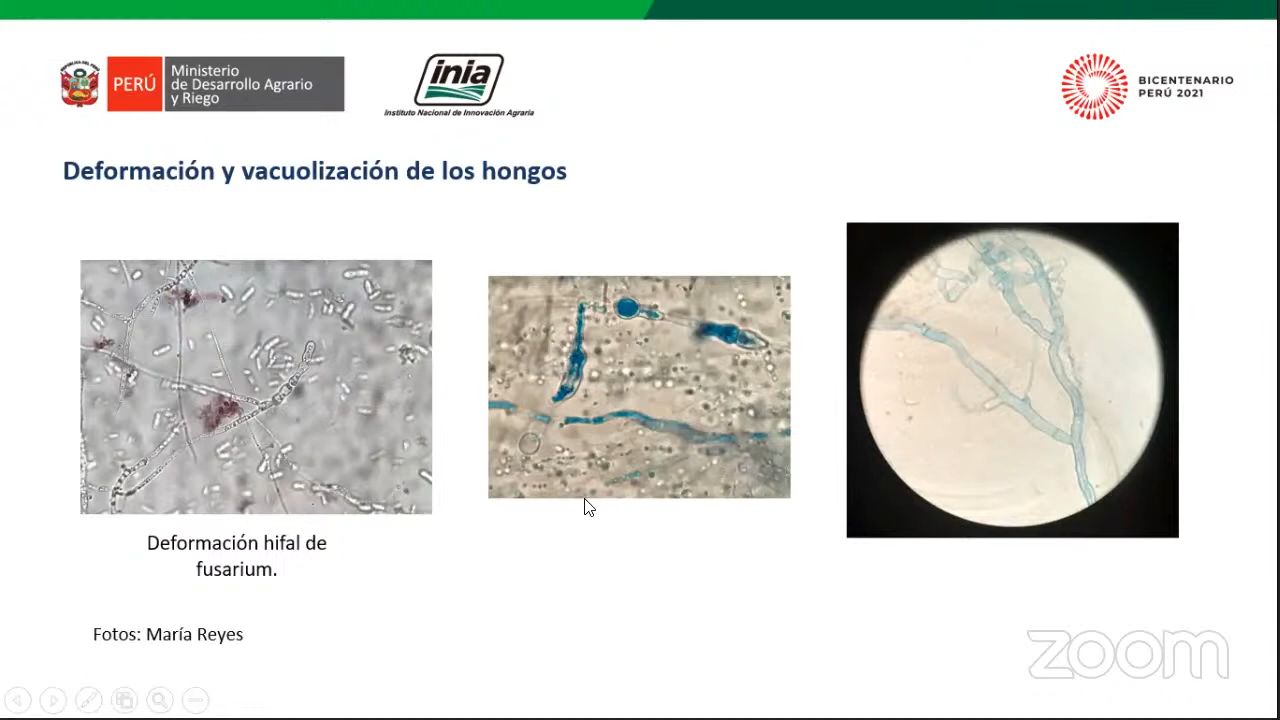 PERÚ
Ministerio
de Desarrollo Agrario
y Riego
inia
Instituto Nacional de Innovación Agraria
BICENTENARIO
PERÚ 2021
Deformación y vacuolización de los hongos
Deformación hifal de
fusarium.
Fotos: María Reyes
zoom